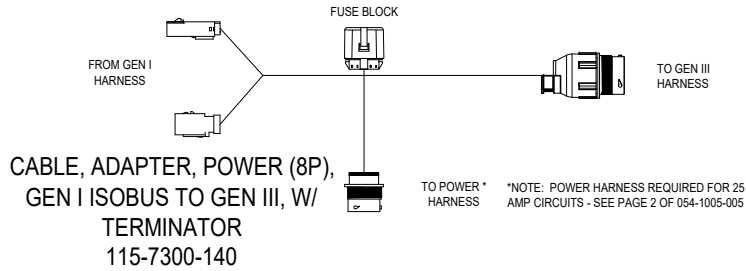 FUSE BLOCK
FROM GEN I
HARNESS
TO GEN III
HARNESS
CABLE, ADAPTER, POWER (8P),
GEN I ISOBUS TO GEN III, W/
TERMINATOR
115-7300-140
TO POWER *
HARNESS
*NOTE: POWER HARNESS REQUIRED FOR 25
AMP CIRCUITS - SEE PAGE 2 OF 054-1005-005